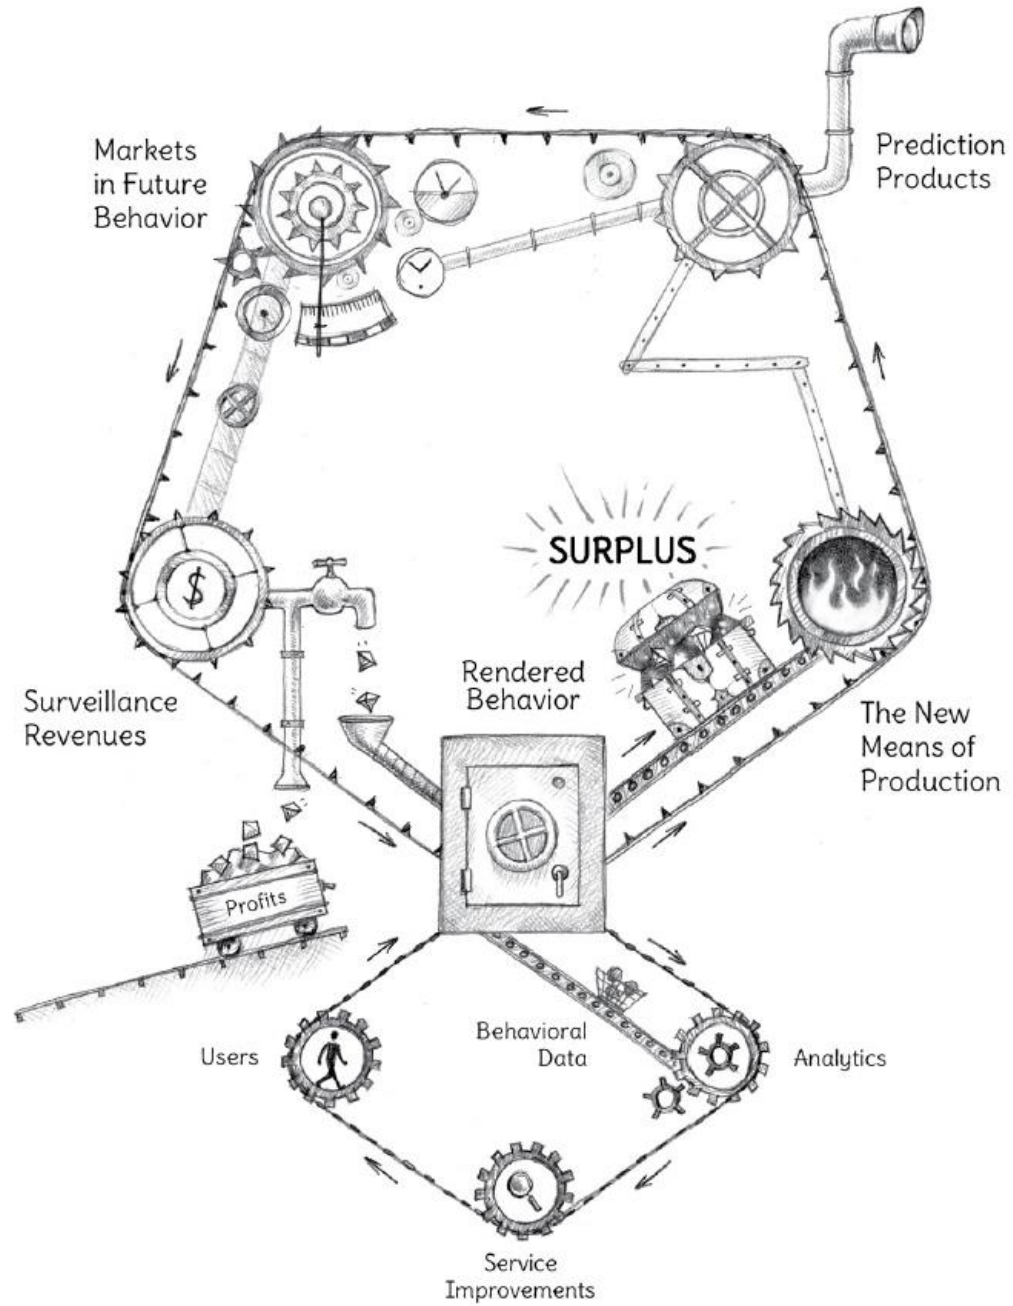 Markets
in Future
Behavior
Prediction
Products
SURPLUS
$
Rendered
Behavior
Surveillance
Revenues
The New
Means of
Production
Profits
Users
Behavioral
Data
Analytics
Service
Improvements